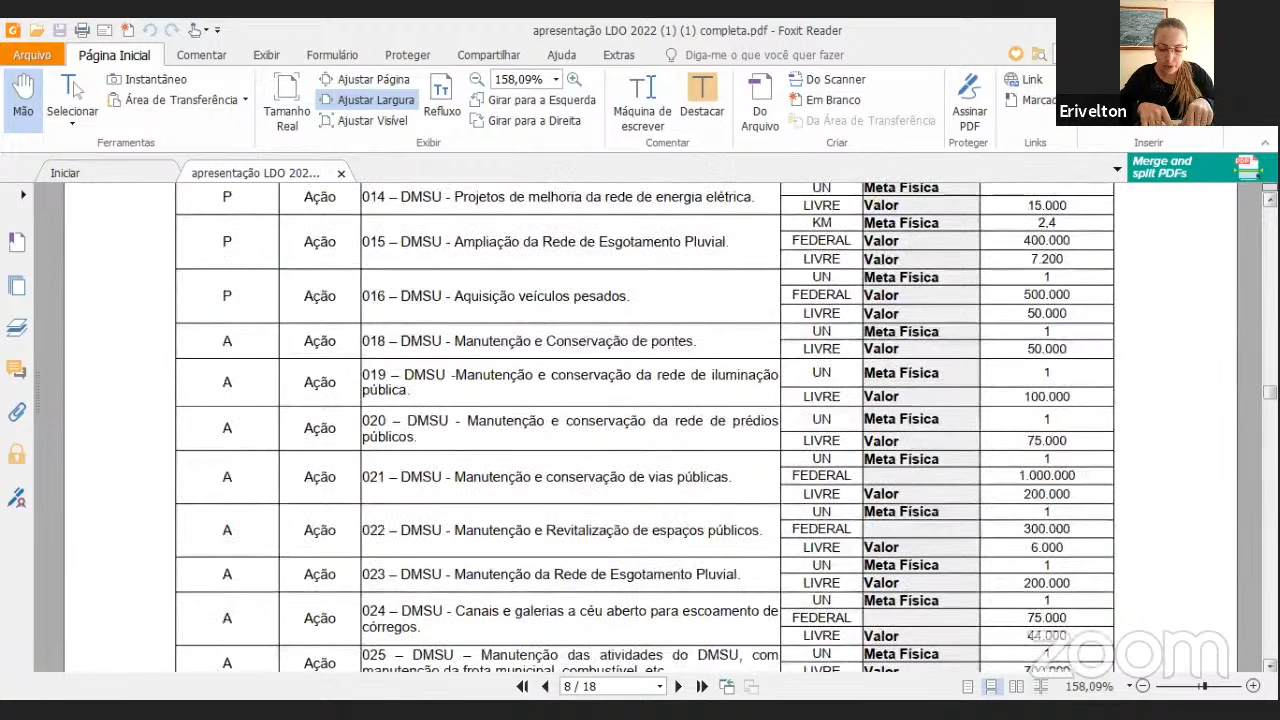 apresentação LDO 2022 (1) (1) completa.pdf - Foxit Reader
Arquivo Página Inicial Comentar Exibir Formulário Proteger Compartilhar Ajuda Extras Diga-me o que você quer fazer
Mão
Selecionar
Instantâneo
Área de Transferência
Ferramentas
Tamanho Real
Ajustar Página
Ajustar Largura
Ajustar Visível
Refluxo
158,09%
Girar para a Esquerda
Girar para a Direita
Exibir
Máquina de escrever
Destacar
Comentar
Do Arquivo
Do Scanner
Em Branco
Da Área de Transferência
Criar
Assinar PDF
Proteger
Link
Marcad
Links
Inserir
Erivelton
Iniciar
apresentação LDO 202...
Merge and split PDFs
PDF
UN Meta Física
P Ação 014 – DMSU - Projetos de melhoria da rede de energia elétrica.
LIVRE Valor 15.000
KM Meta Física 2,4
P Ação 015 – DMSU - Ampliação da Rede de Esgotamento Pluvial. FEDERAL Valor 400.000
LIVRE Valor 7.200
UN Meta Física 1
P Ação 016 – DMSU - Aquisição veículos pesados. FEDERAL Valor 500.000
LIVRE Valor 50.000
UN Meta Física 1
A Ação 018 – DMSU - Manutenção e Conservação de pontes.
LIVRE Valor 50.000
019 – DMSU -Manutenção e conservação da rede de iluminação UN Meta Física 1
A Ação pública.
LIVRE Valor 100.000
020 – DMSU - Manutenção e conservação da rede de prédios UN Meta Física 1
A Ação públicos.
LIVRE Valor 75.000
UN Meta Física 1
A Ação 021 – DMSU - Manutenção e conservação de vias públicas. FEDERAL 1.000.000
LIVRE Valor 200.000
UN Meta Física 1
A Ação 022 – DMSU - Manutenção e Revitalização de espaços públicos. FEDERAL 300.000
LIVRE Valor 6.000
UN Meta Física 1
A Ação 023 – DMSU - Manutenção da Rede de Esgotamento Pluvial.
LIVRE Valor 200.000
UN Meta Física 1
024 – DMSU - Canais e galerias a céu aberto para escoamento de FEDERAL 75.000
A Ação córregos.
LIVRE Valor 44.000
025 – DMSU – Manutenção das atividades do DMSU, com UN Meta Física 1
A Ação manutenção da frota municipal, combustível, etc
LIVRE Valor 700.000
zoom
8 / 18
158,09%